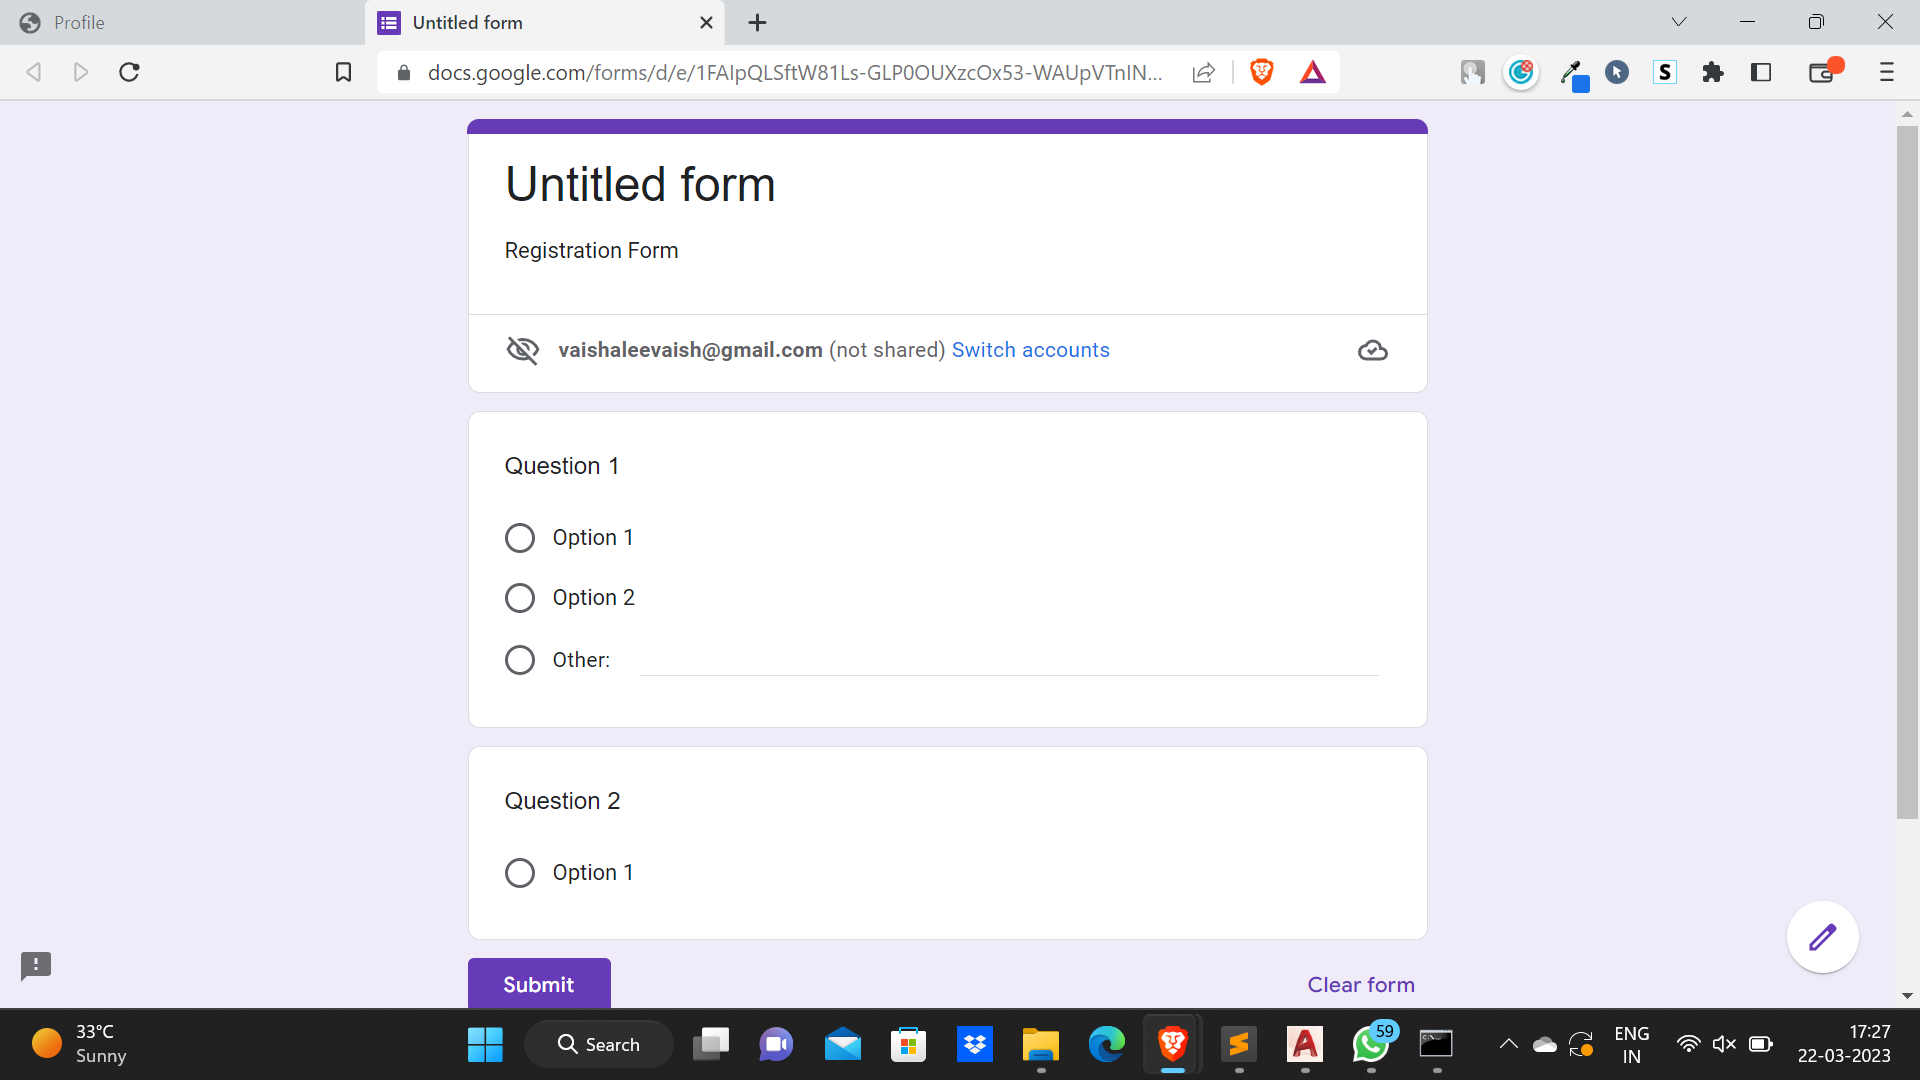 Profile
Untitled form
docs.google.com/forms/d/e/1FAIpQLSftW81Ls-GLP0OUXzcOx53-WAUpVTnIN...
Untitled form
Registration Form
vaishaleevaish@gmail.com (not shared) Switch accounts
Question 1
Option 1
Option 2
Other:
Question 2
Option 1
Submit
Clear form
33°C
Sunny
Search
59
ENG
IN
17:27
22-03-2023